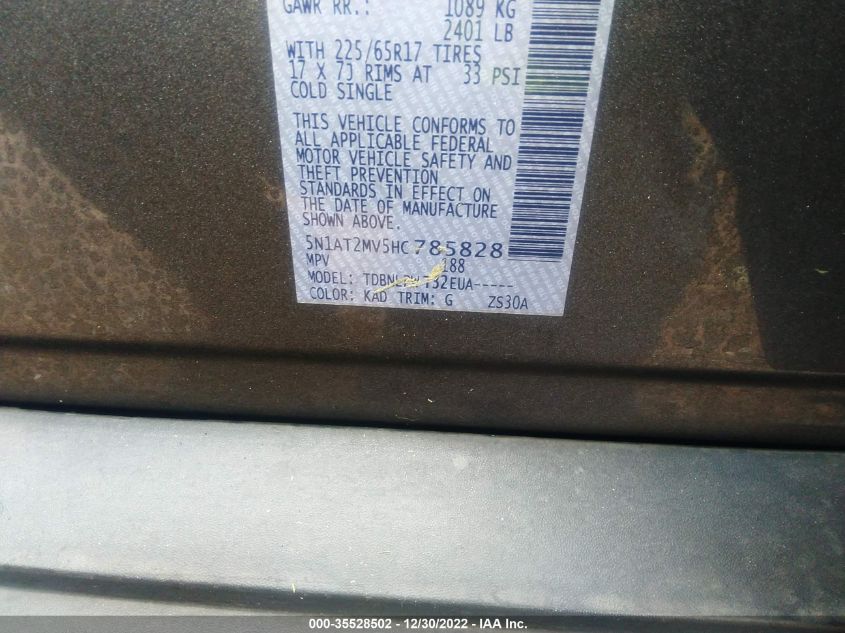 GAWR RR.: 1089 KG
2401 LB
WITH 225/65R17 TIRES
17 X 7J RIMS AT 33 PSI
COLD SINGLE
THIS VEHICLE CONFORMS TO
ALL APPLICABLE FEDERAL
MOTOR VEHICLE SAFETY AND
THEFT PREVENTION
STANDARDS IN EFFECT ON
THE DATE OF MANUFACTURE
SHOWN ABOVE.
5N1AT2MV5HC785828
MPV 188
MODEL: -----
COLOR: KAD TRIM: G ZS30A
000-35528502 - 12/30/2022 - IAA Inc.